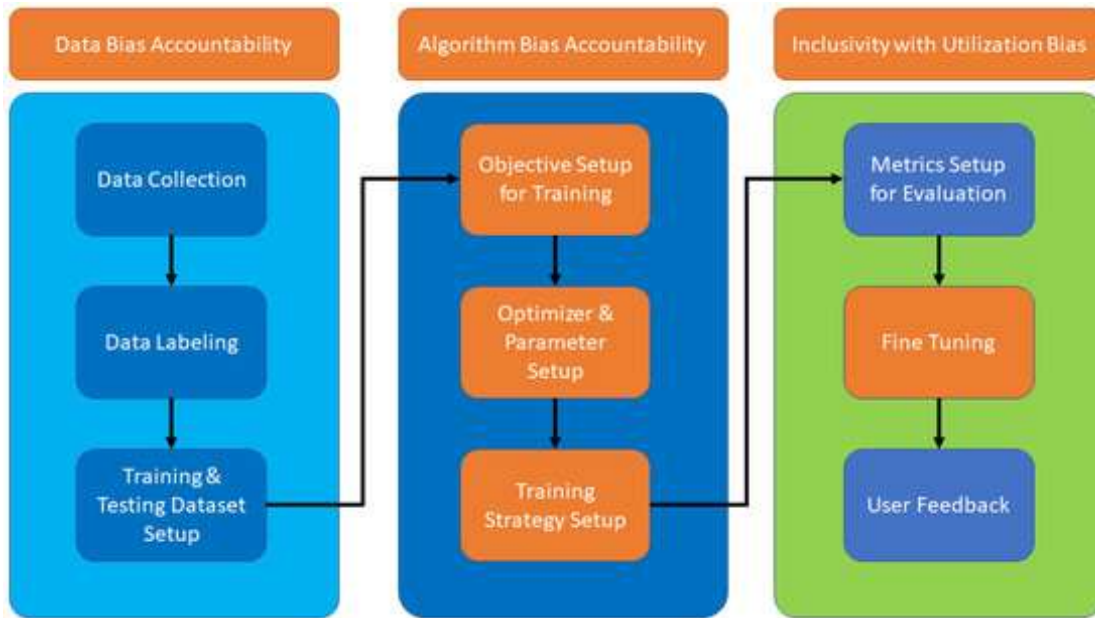 Data Bias Accountability
Algorithm Bias Accountability
Inclusivity with Utilization Bias
Data Collection
Data Labeling
Training &
Testing Dataset
Setup
Objective Setup
for Training
Optimizer &
Parameter
Setup
Training
Strategy Setup
Metrics Setup
for Evaluation
Fine Tuning
User Feedback